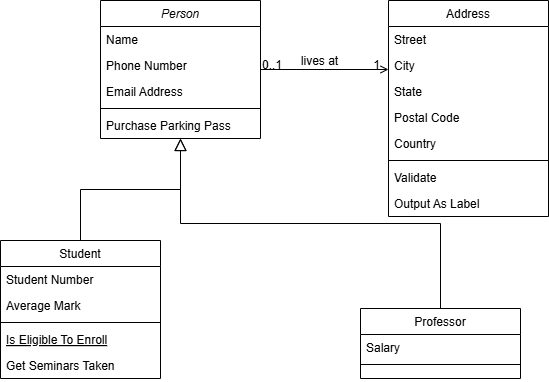 Person
Name
Phone Number
Email Address
Purchase Parking Pass
0..1
lives at
1
Address
Street
City
State
Postal Code
Country
Validate
Output As Label
Student
Student Number
Average Mark
Is Eligible To Enroll
Get Seminars Taken
Professor
Salary